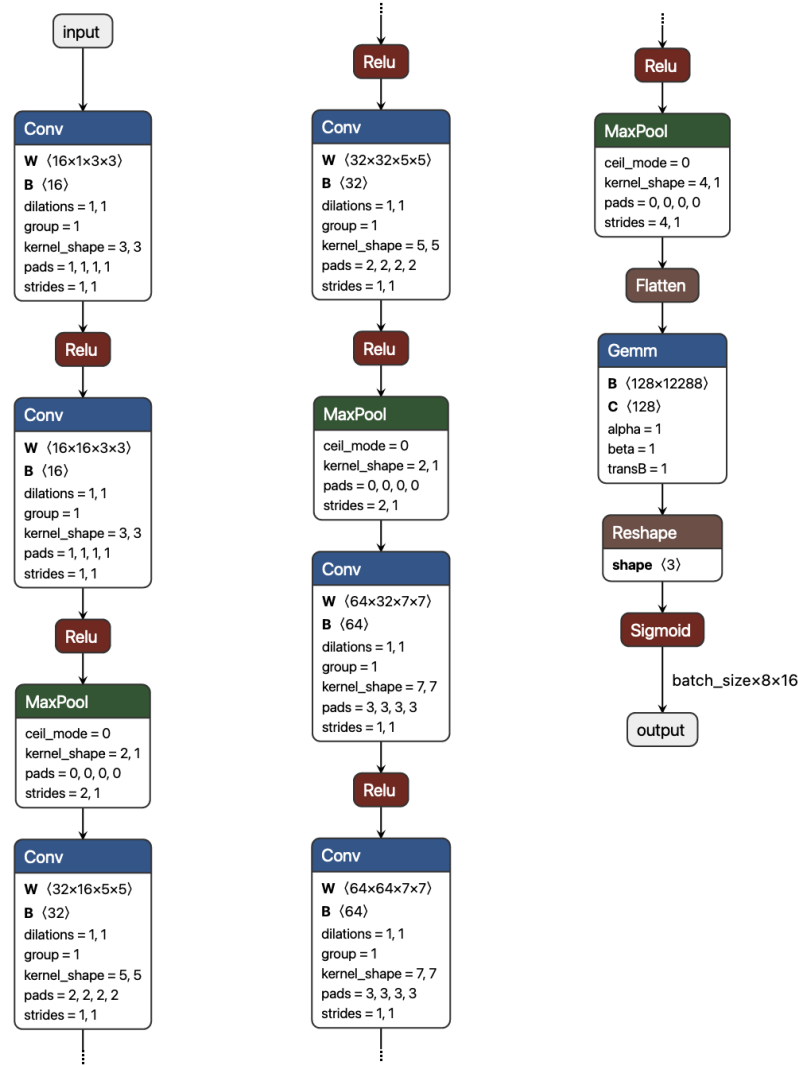 input
Conv
W ⟨16×1×3×3⟩
B ⟨16⟩
dilations = 1, 1
group = 1
kernel_shape = 3, 3
pads = 1, 1, 1, 1
strides = 1, 1
Relu
Conv
W ⟨16×16×3×3⟩
B ⟨16⟩
dilations = 1, 1
group = 1
kernel_shape = 3, 3
pads = 1, 1, 1, 1
strides = 1, 1
Relu
MaxPool
ceil_mode = 0
kernel_shape = 2, 1
pads = 0, 0, 0, 0
strides = 2, 1
Conv
W ⟨32×16×5×5⟩
B ⟨32⟩
dilations = 1, 1
group = 1
kernel_shape = 5, 5
pads = 2, 2, 2, 2
strides = 1, 1
Relu
Conv
W ⟨32×32×5×5⟩
B ⟨32⟩
dilations = 1, 1
group = 1
kernel_shape = 5, 5
pads = 2, 2, 2, 2
strides = 1, 1
Relu
MaxPool
ceil_mode = 0
kernel_shape = 2, 1
pads = 0, 0, 0, 0
strides = 2, 1
Conv
W ⟨64×32×7×7⟩
B ⟨64⟩
dilations = 1, 1
group = 1
kernel_shape = 7, 7
pads = 3, 3, 3, 3
strides = 1, 1
Relu
Conv
W ⟨64×64×7×7⟩
B ⟨64⟩
dilations = 1, 1
group = 1
kernel_shape = 7, 7
pads = 3, 3, 3, 3
strides = 1, 1
Relu
MaxPool
ceil_mode = 0
kernel_shape = 4, 1
pads = 0, 0, 0, 0
strides = 4, 1
Flatten
Gemm
B ⟨128×12288⟩
C ⟨128⟩
alpha = 1
beta = 1
transB = 1
Reshape
shape ⟨3⟩
Sigmoid
batch_size×8×16
output